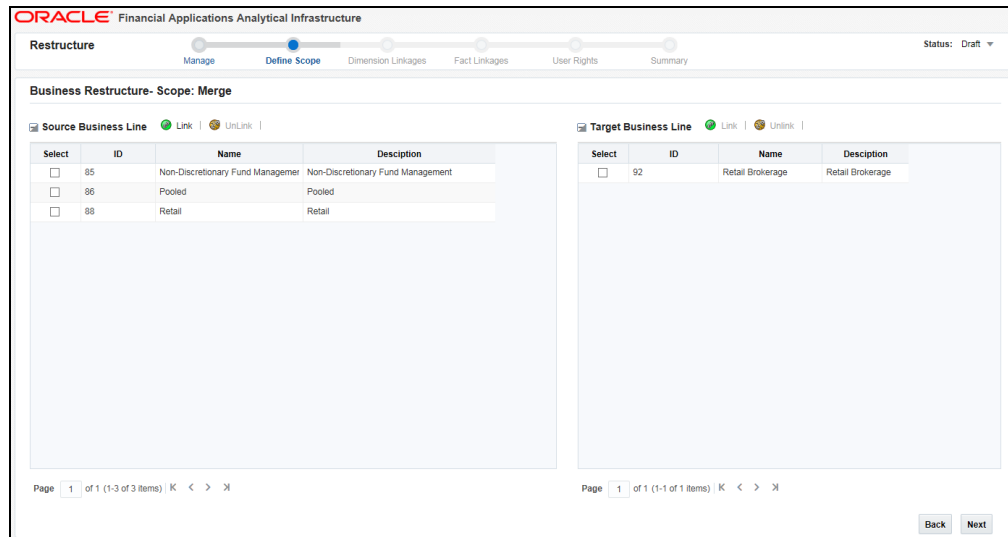 ORACLE Financial Applications Analytical Infrastructure
Restructure
Manage Define Scope Dimension Linkages Fact Linkages User Rights Summary
Status: Draft
Business Restructure- Scope: Merge
Source Business Line Link | UnLink |
Select ID Name Desciption
85 Non-Discretionary Fund Managemer Non-Discretionary Fund Management
86 Pooled Pooled
88 Retail Retail
Page 1 of 1 (1-3 of 3 items)
Target Business Line Link | Unlink |
Select ID Name Desciption
92 Retail Brokerage Retail Brokerage
Page 1 of 1 (1-1 of 1 items)
Back Next